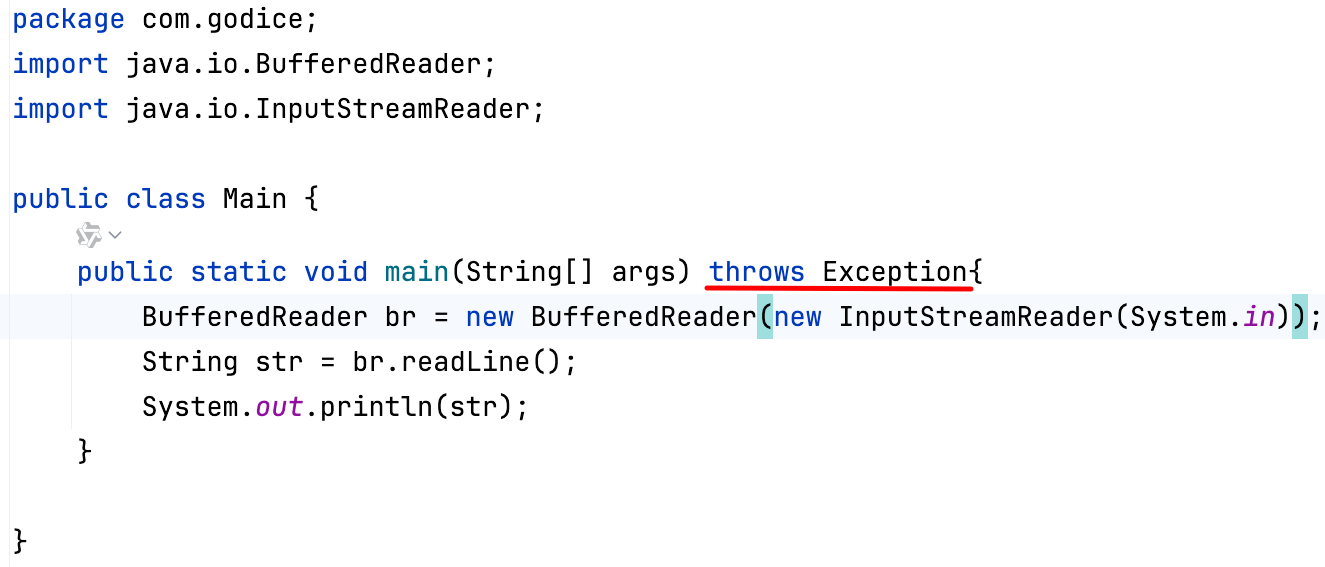 package com.godice;
import java.io.BufferedReader;
import java.io.InputStreamReader;
public class Main {
public static void main(String[] args) throws Exception{
BufferedReader br = new BufferedReader(new InputStreamReader(System.in));
String str = br.readLine();
System.out.println(str);
}
}